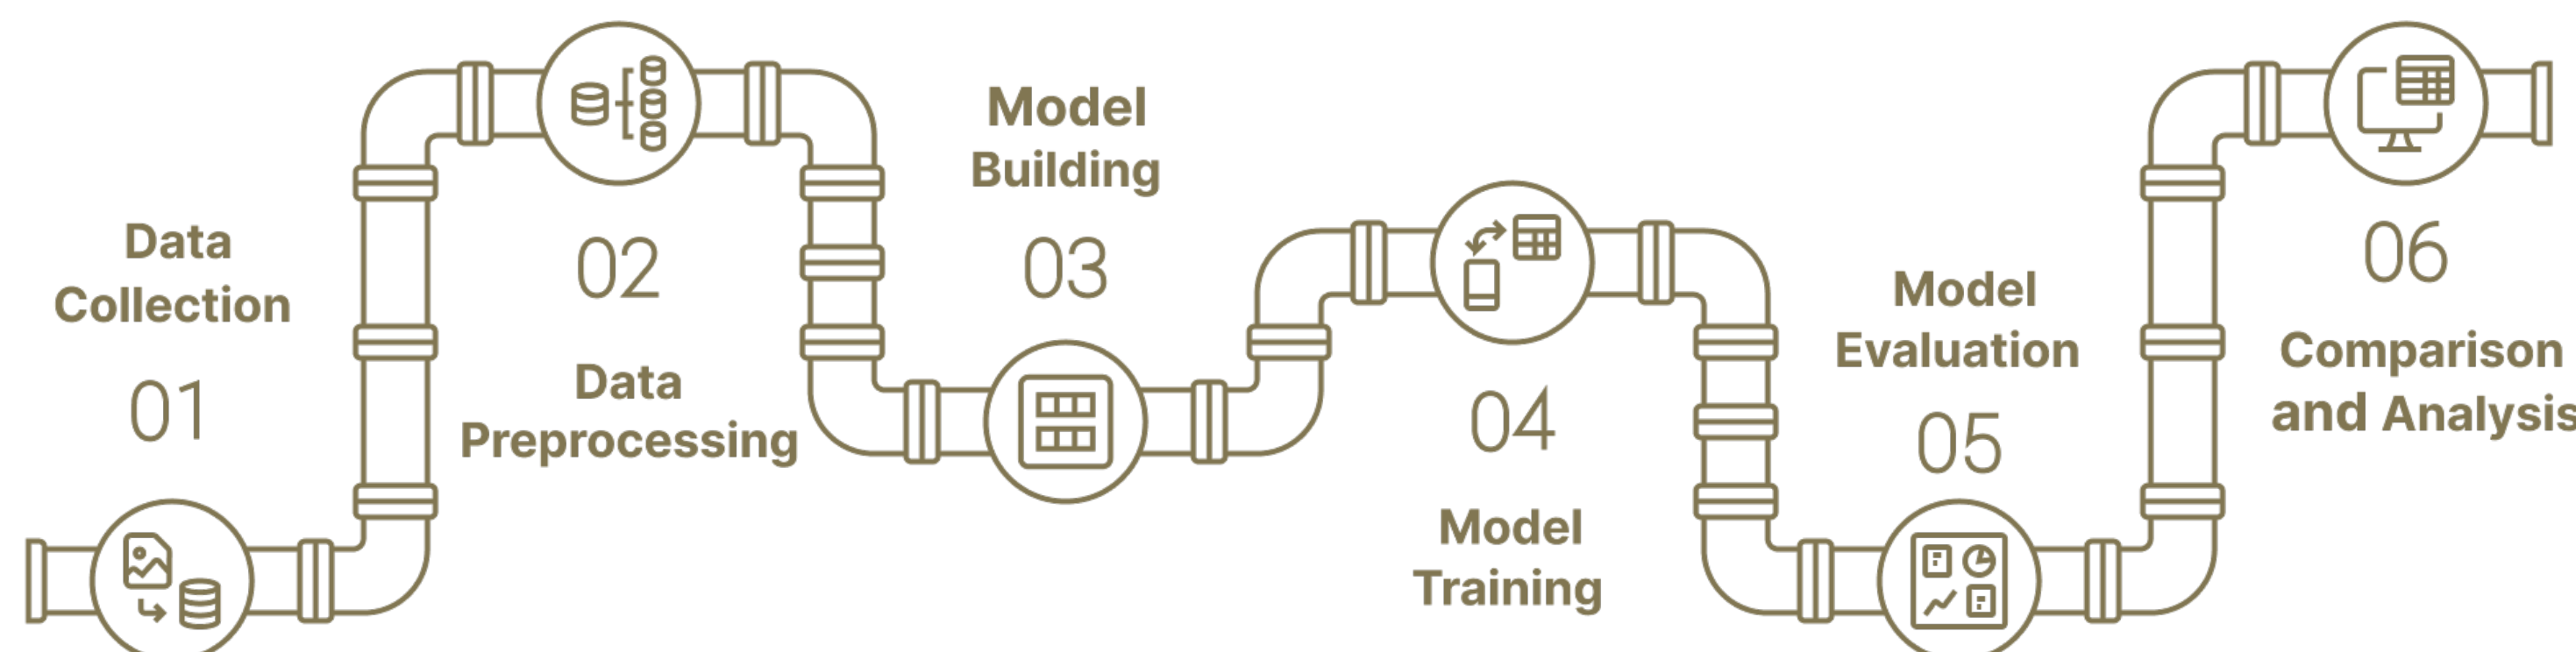 Data
Collection
01
02
Data
Preprocessing
Model
Building
03
04
Model
Training
Model
Evaluation
05
06
Comparison
and Analysis